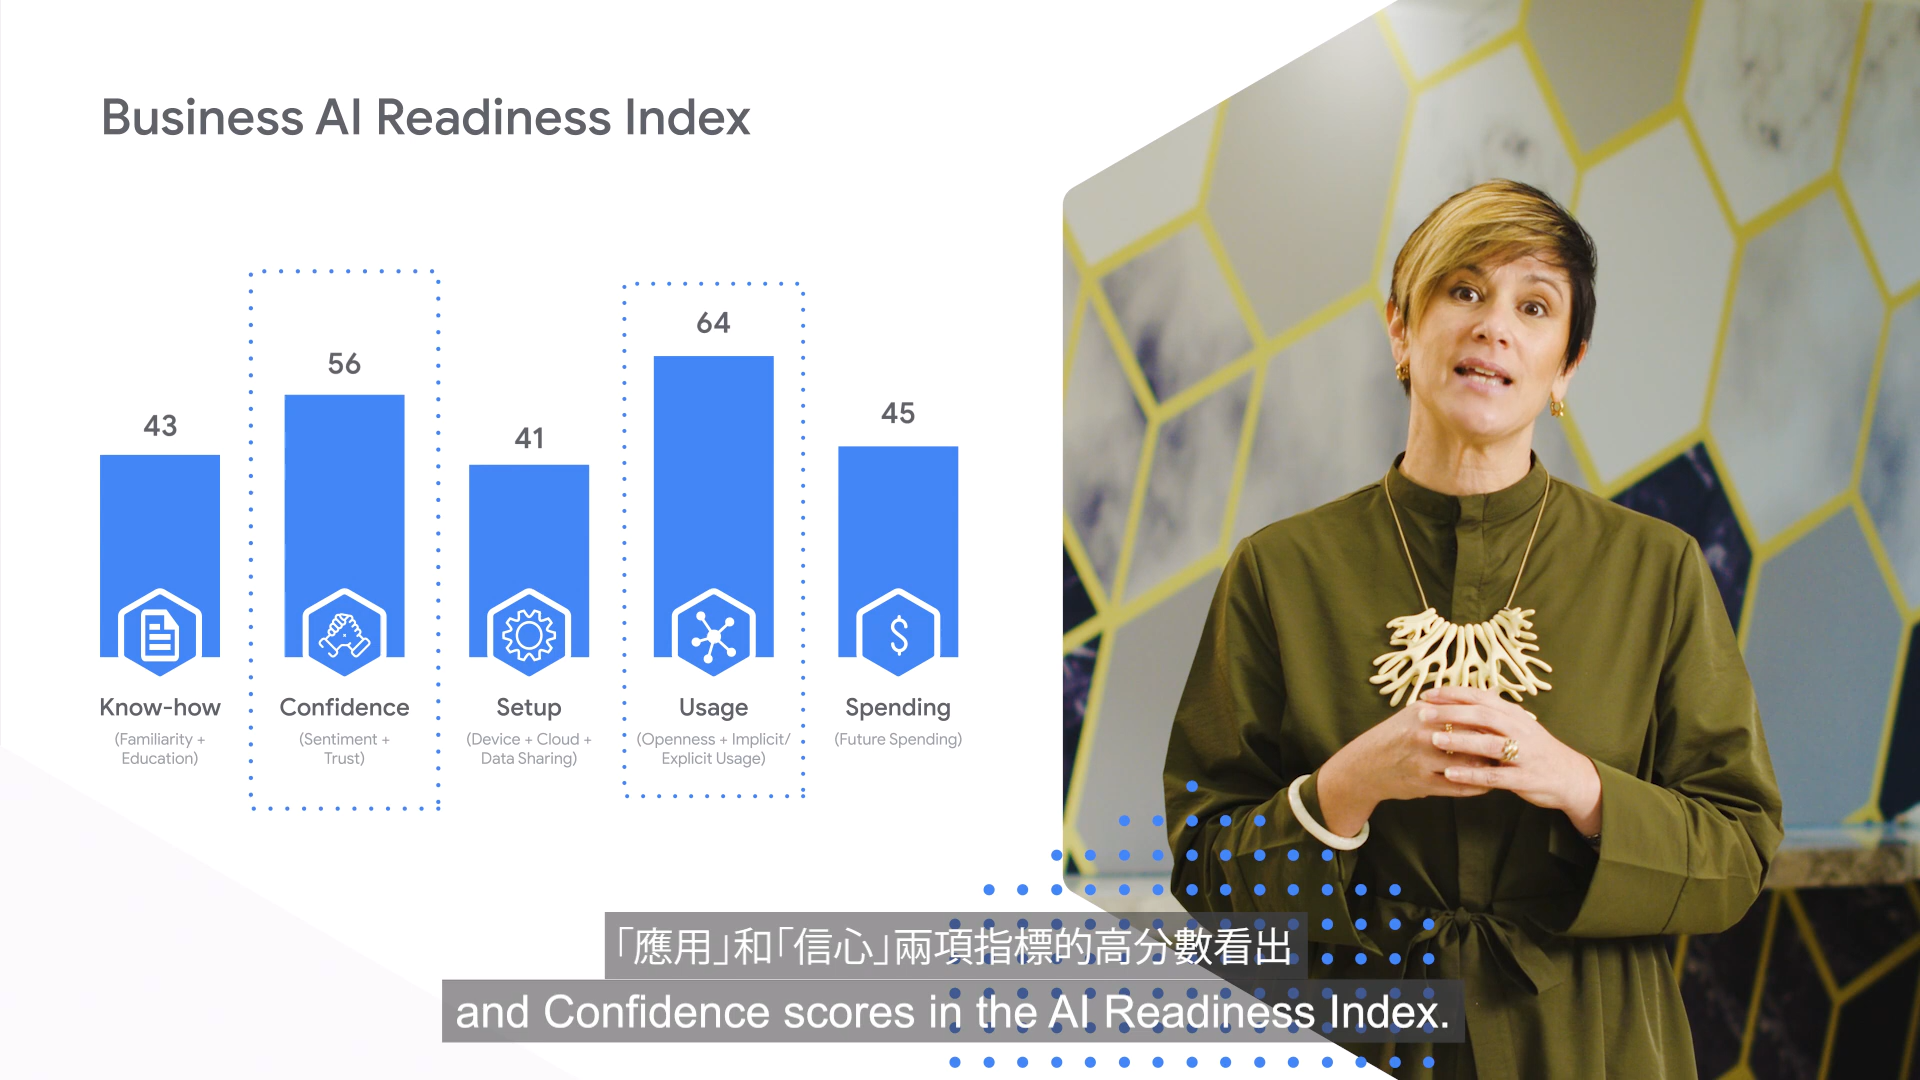 Business AI Readiness Index
43
56
41
64
45
Know-how
(Familiarity +
Education)
Confidence
(Sentiment +
Trust)
Setup
(Device + Cloud +
Data Sharing)
Usage
(Openness + Implicit/
Explicit Usage)
Spending
(Future Spending)
$
「應用」和「信心」兩項指標的高分數看出
and Confidence scores in the AI Readiness Index.